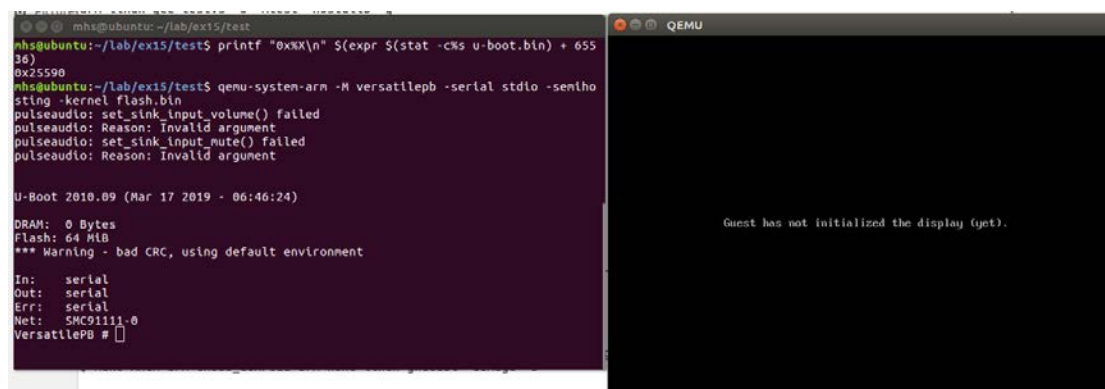 mhs@ubuntu: ~/lab/ex15/test
mhs@ubuntu:~/lab/ex15/test$ printf "0x%X\n" $(expr $(stat -c%s u-boot.bin) + 655
36)
0x25590
mhs@ubuntu:~/lab/ex15/test$ qemu-system-arm -M versatilepb -serial stdio -semiho
sting -kernel flash.bin
pulseaudio: set_sink_input_volume() failed
pulseaudio: Reason: Invalid argument
pulseaudio: set_sink_input_mute() failed
pulseaudio: Reason: Invalid argument
U-Boot 2010.09 (Mar 17 2019 - 06:46:24)
DRAM: 0 Bytes
Flash: 64 MiB
*** Warning - bad CRC, using default environment
In: serial
Out: serial
Err: serial
Net: SMC91111-0
VersatilePB #
QEMU
Guest has not initialized the display (yet).